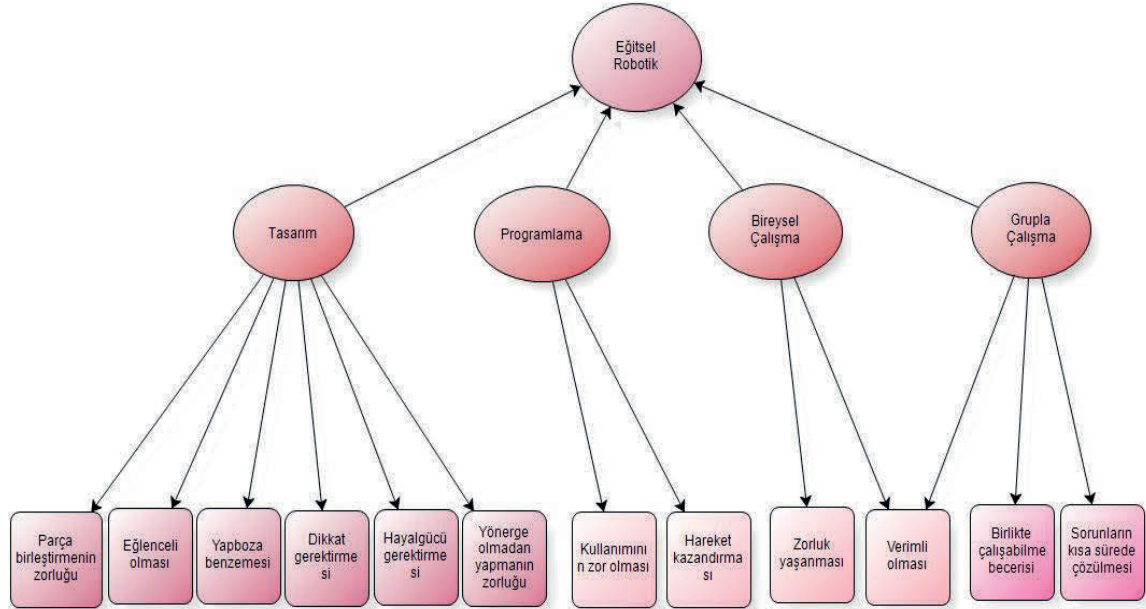 Eğitsel
Robotik
Tasarım
Programlama
Bireysel
Çalışma
Grupla
Çalışma
Parça
birleştirmenin
zorluğu
Eğlenceli
olması
Yapboza
benzemesi
Dikkat
gerektirme
si
Hayalgücü
gerektirme
si
Yönerge
olmadan
yapmanın
zorluğu
Kullanımını
n zor olması
Hareket
kazandırma
sı
Zorluk
yaşanması
Verimli
olması
Birlikte
çalışabilme
becerisi
Sorunların
kısa sürede
çözülmesi